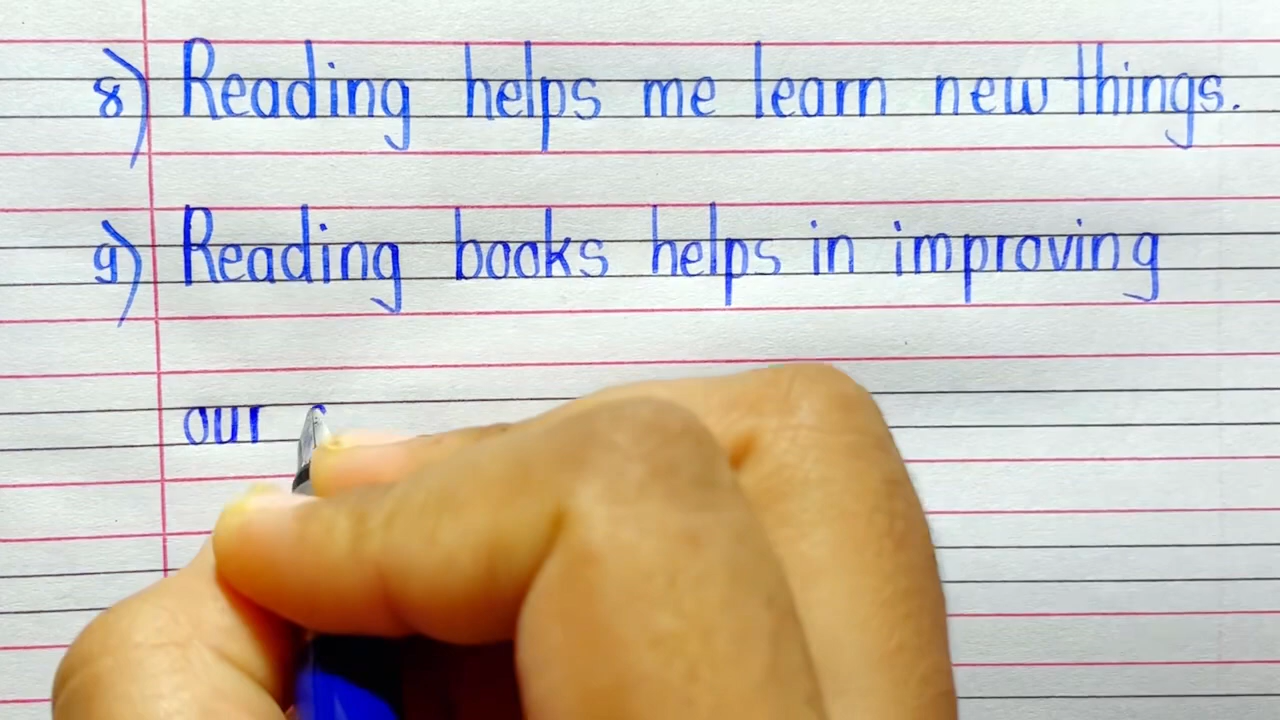 8) Reading helps me learn new things.
9) Reading books helps in improving
our